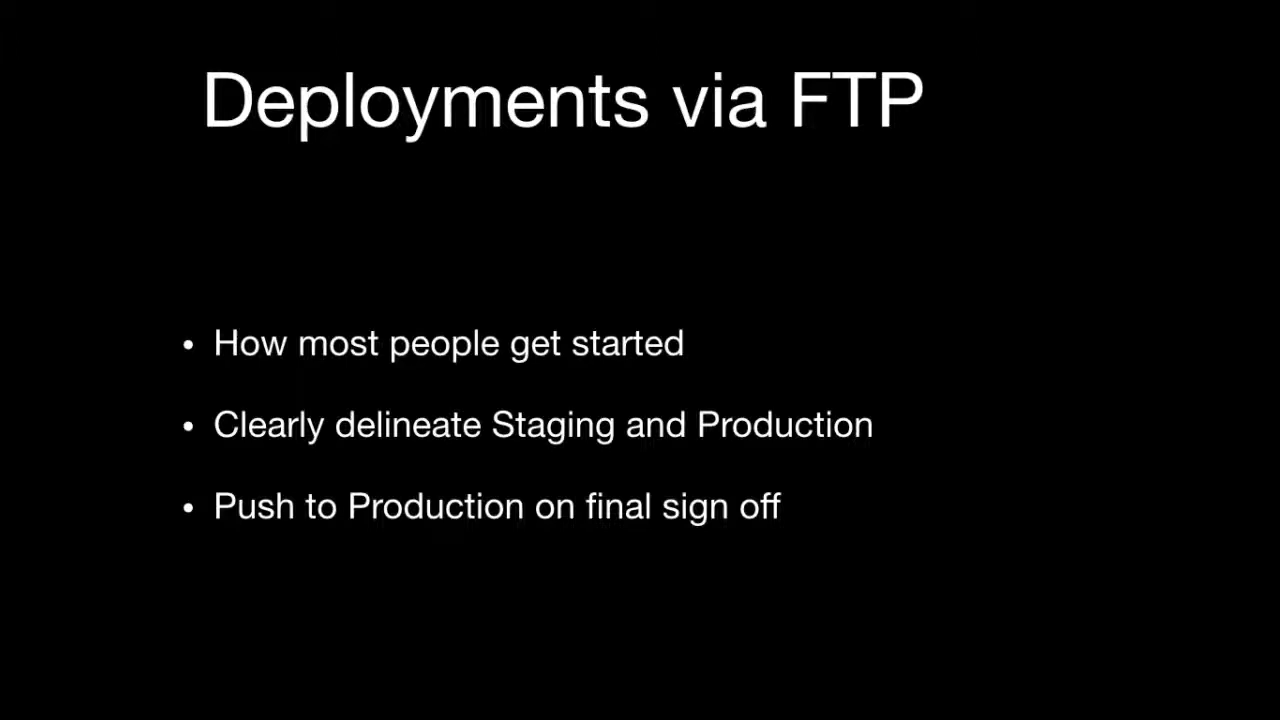 Deployments via FTP
• How most people get started
• Clearly delineate Staging and Production
• Push to Production on final sign off